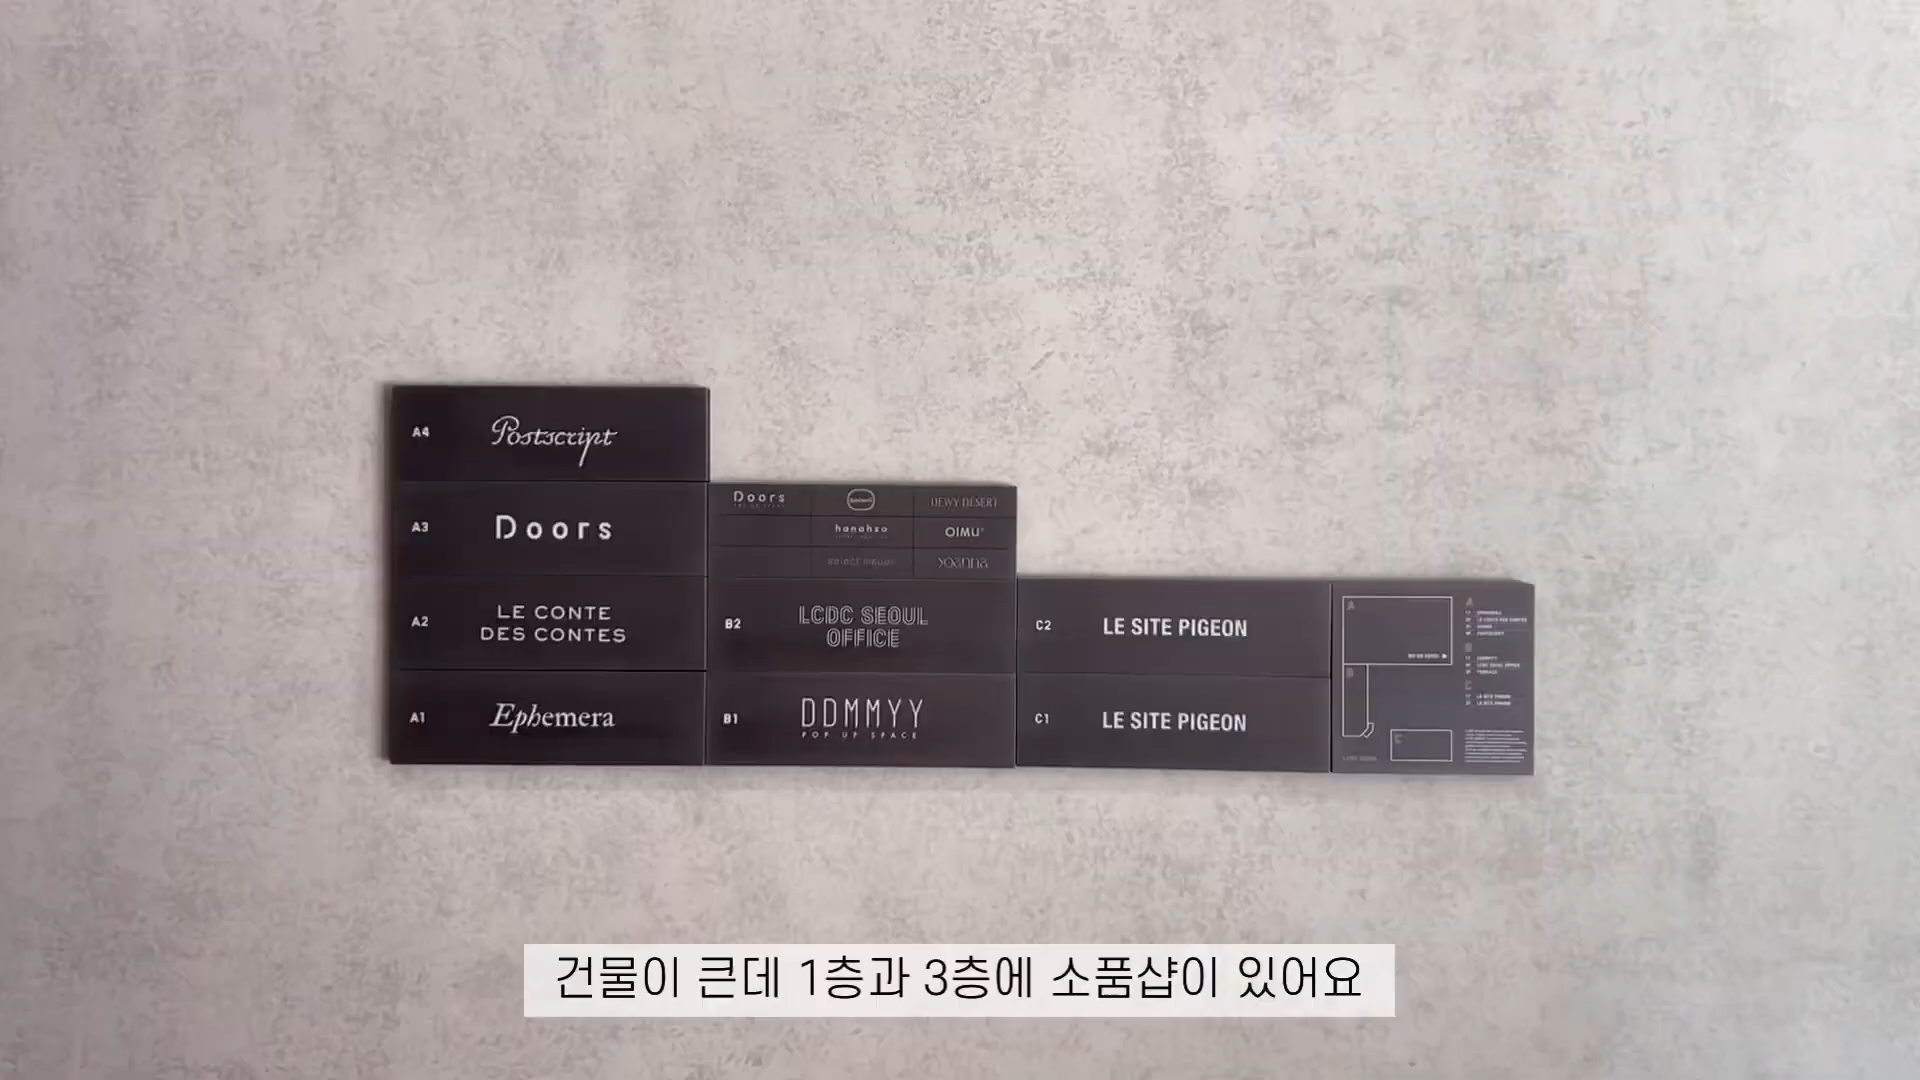 A4
Postscript
A3
Doors
A2
LE CONTE
DES CONTES
A1
Ephemera
Doors
DEWY DESERT
hanahzo
OIMU
yoanna
B2
LCDC SEOUL
OFFICE
B1
DDMMYY
POP UP SPACE
C2
LE SITE PIGEON
C1
LE SITE PIGEON
A
B
C
건물이 큰데 1층과 3층에 소품샵이 있어요